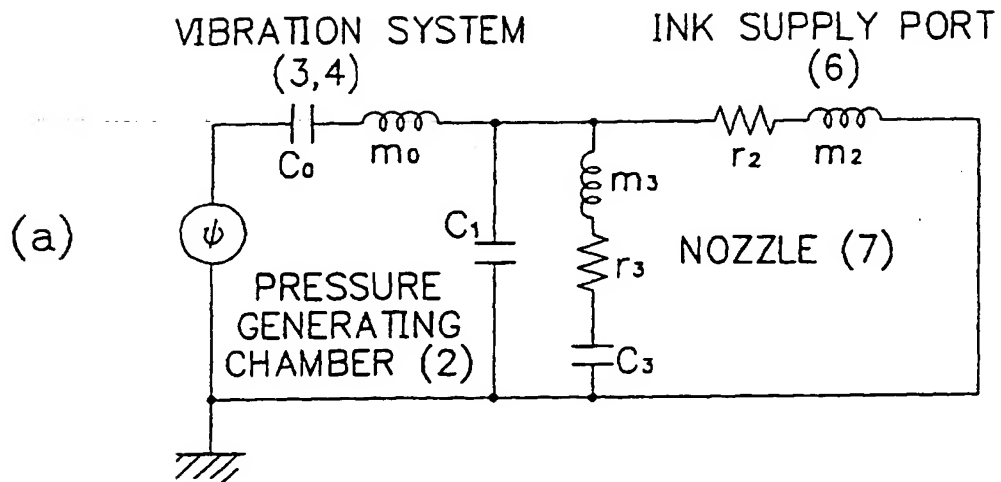 VIBRATION SYSTEM
(3,4)
INK SUPPLY PORT
(6)
C0
m0
r2
m2
(a)
ψ
C1
m3
r3
C3
NOZZLE (7)
PRESSURE
GENERATING
CHAMBER (2)